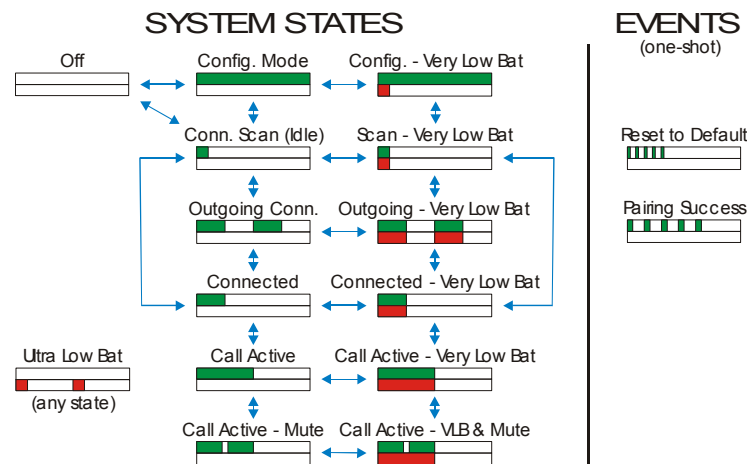 SYSTEM STATES
EVENTS
(one-shot)
Off
Config. Mode
Config. - Very Low Bat
Conn. Scan (Idle)
Scan - Very Low Bat
Reset to Default
Outgoing Conn.
Outgoing - Very Low Bat
Pairing Success
Connected
Connected - Very Low Bat
Ultra Low Bat
(any state)
Call Active
Call Active - Very Low Bat
Call Active - Mute
Call Active - VLB & Mute